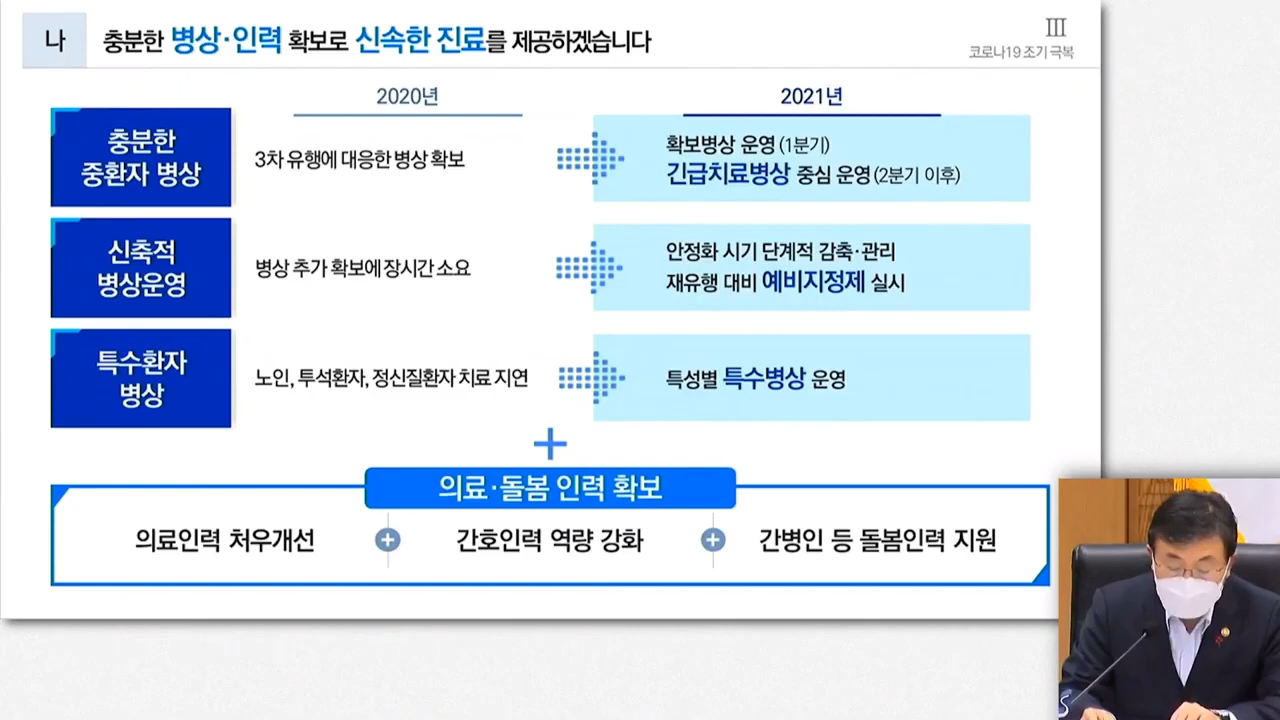 나
충분한 병상·인력 확보로 신속한 진료를 제공하겠습니다
Ⅲ
코로나19 조기 극복
2020년
2021년
충분한
중환자 병상
3차 유행에 대응한 병상 확보
확보병상 운영 (1분기)
긴급치료병상 중심 운영 (2분기 이후)
신축적
병상운영
병상 추가 확보에 장시간 소요
안정화 시기 단계적 감축·관리
재유행 대비 예비지정제 실시
특수환자
병상
노인, 투석환자, 정신질환자 치료 지연
특성별 특수병상 운영
+
의료·돌봄 인력 확보
의료인력 처우개선 + 간호인력 역량 강화 + 간병인 등 돌봄인력 지원